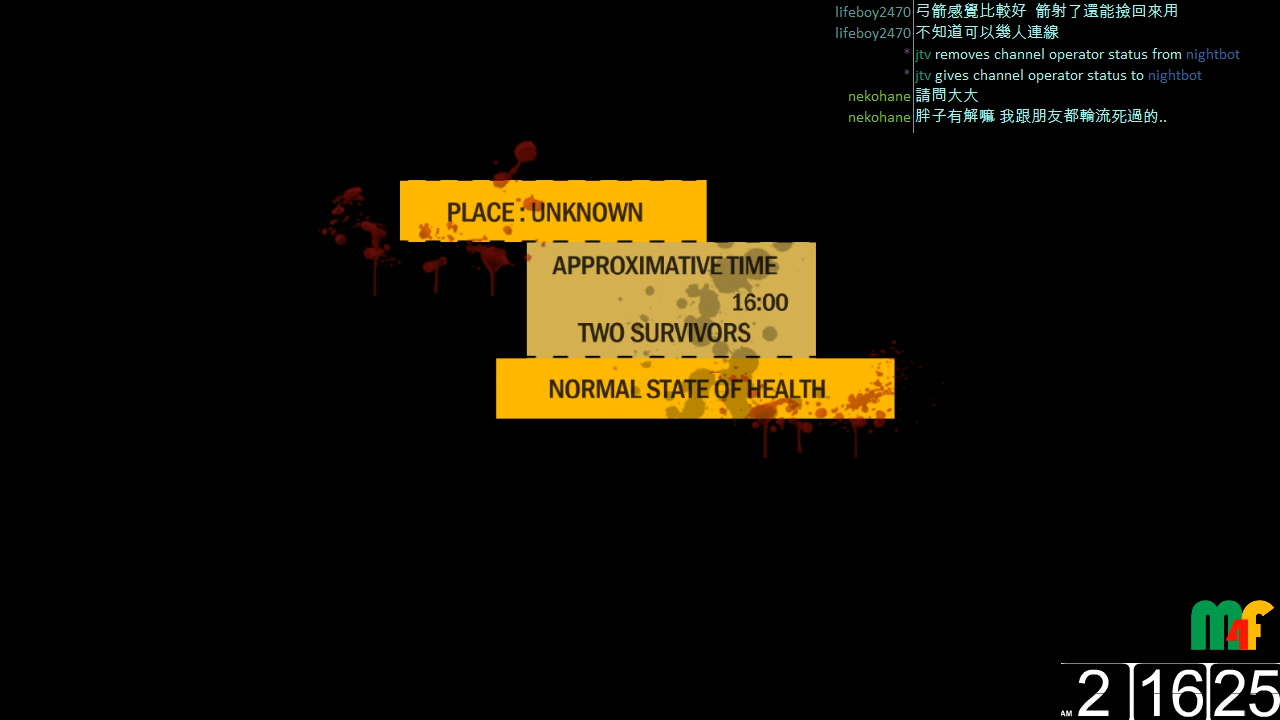 lifeboy2470 弓箭感覺比較好 箭射了還能撿回來用
lifeboy2470 不知道可以幾人連線
* jtv removes channel operator status from nightbot
* jtv gives channel operator status to nightbot
nekohane 請問大大
nekohane 胖子有解嘛 我跟朋友都輪流死過的..
PLACE : UNKNOWN
APPROXIMATIVE TIME
16:00
TWO SURVIVORS
NORMAL STATE OF HEALTH
m4f
AM 2 16 25